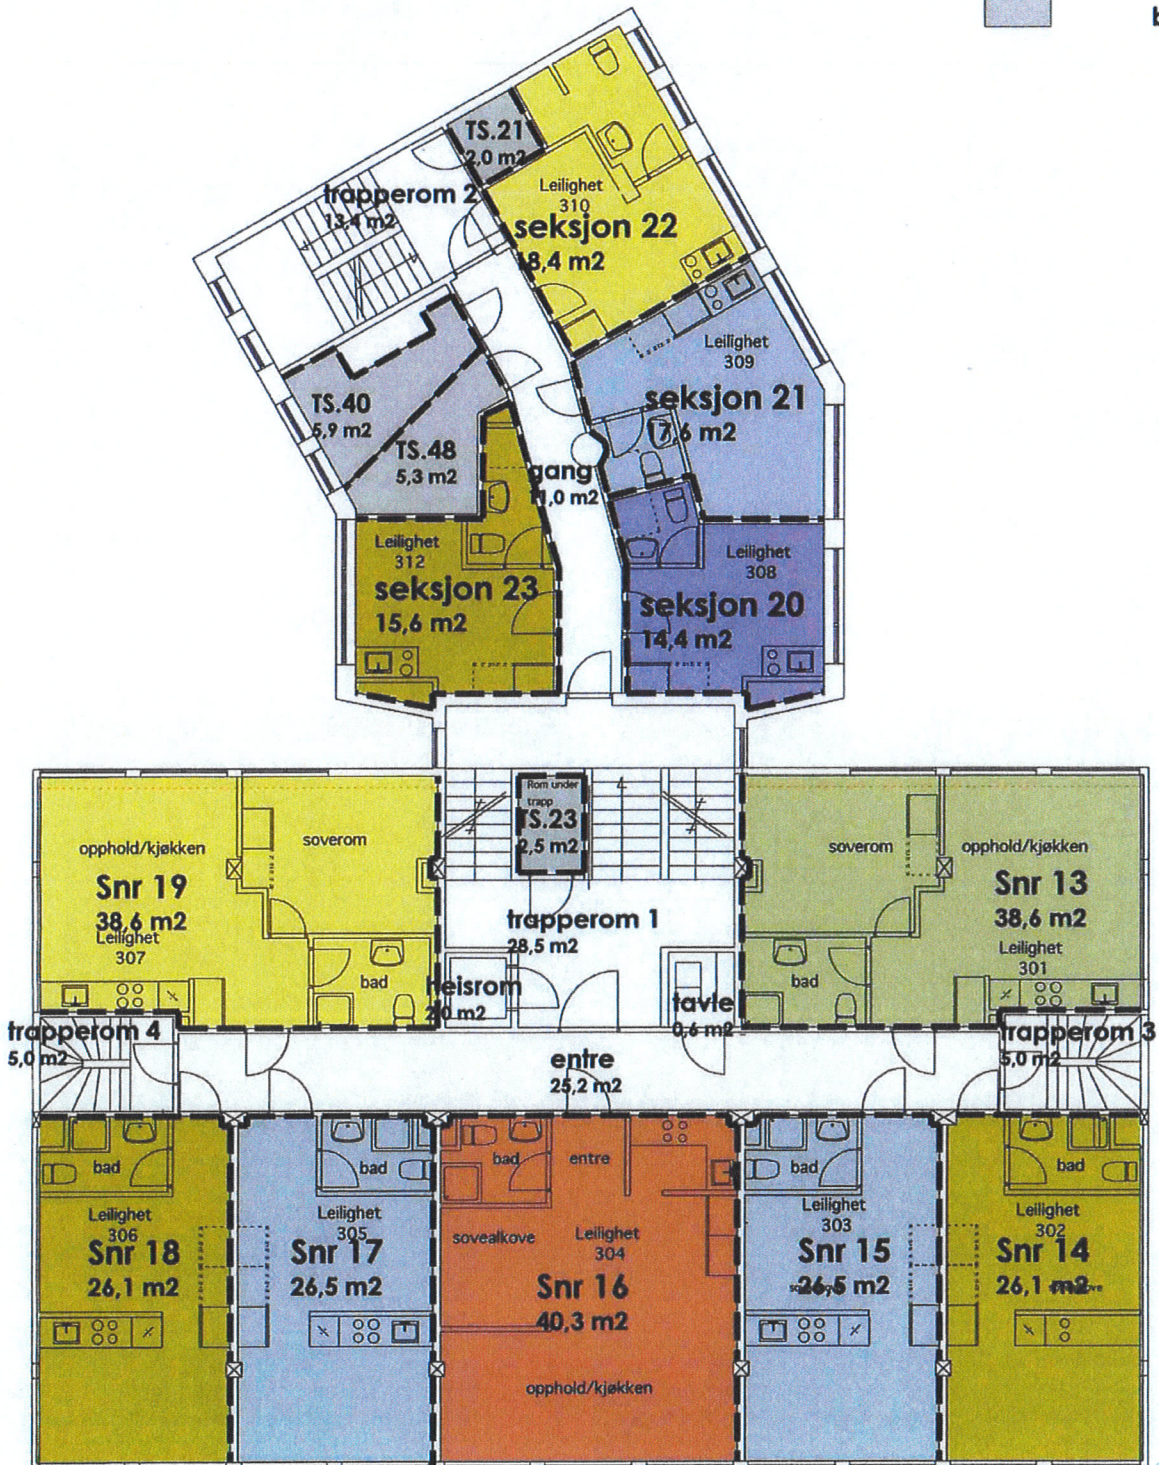 TS.21
2,0 m2
trapperom 2
13,4 m2
Leilighet
310
seksjon 22
18,4 m2
Leilighet
309
seksjon 21
17,6 m2
TS.40
5,9 m2
TS.48
5,3 m2
gang
11,0 m2
Leilighet
312
seksjon 23
15,6 m2
Leilighet
308
seksjon 20
14,4 m2
opphold/kjøkken
soverom
Snr 19
38,6 m2
Leilighet
307
bad
Rom under
trapp
TS.23
2,5 m2
trapperom 1
28,5 m2
heisrom
2,0 m2
tavle
0,6 m2
soverom
opphold/kjøkken
Snr 13
38,6 m2
Leilighet
301
bad
trapperom 4
5,0 m2
entre
25,2 m2
trapperom 3
5,0 m2
bad
Leilighet
306
Snr 18
26,1 m2
bad
Leilighet
305
Snr 17
26,5 m2
bad
entre
sovealkove
Leilighet
304
Snr 16
40,3 m2
opphold/kjøkken
bad
Leilighet
303
Snr 15
26,5 m2
bad
Leilighet
302
Snr 14
26,1 m2